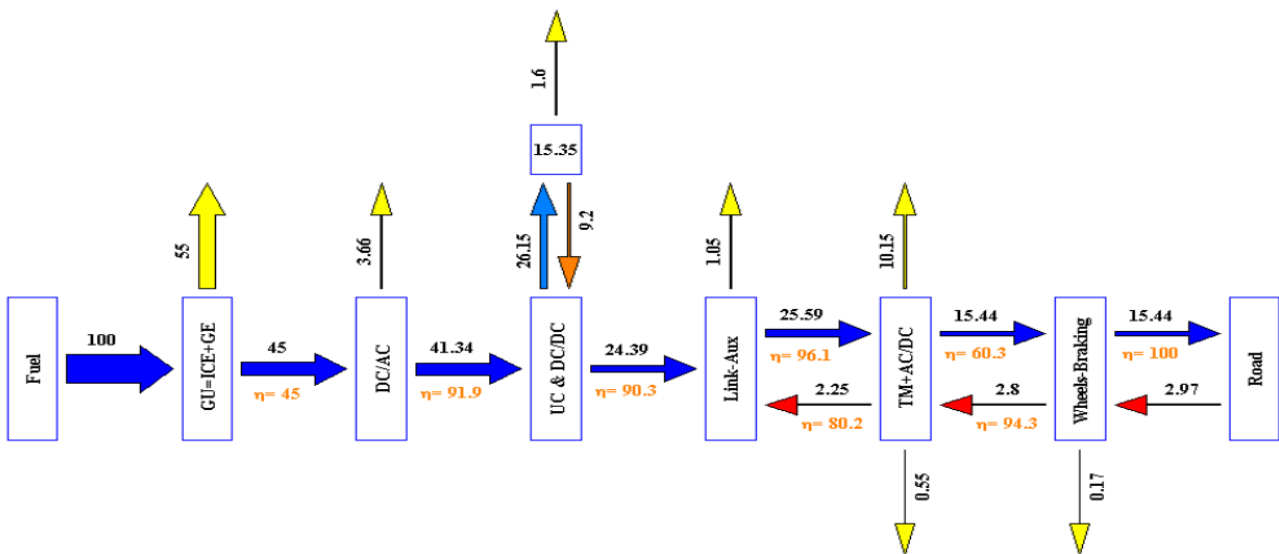 1.6
15.35
55
3.66
26.15
9.2
1.05
10.15
Fuel
100
GU=ICE+GE
45
η= 45
DC/AC
41.34
η= 91.9
UC & DC/DC
24.39
η= 90.3
Link-Aux
25.59
η= 96.1
2.25
η= 80.2
TM+AC/DC
15.44
η= 60.3
2.8
η= 94.3
Wheels-Braking
15.44
η= 100
2.97
Road
0.55
0.17